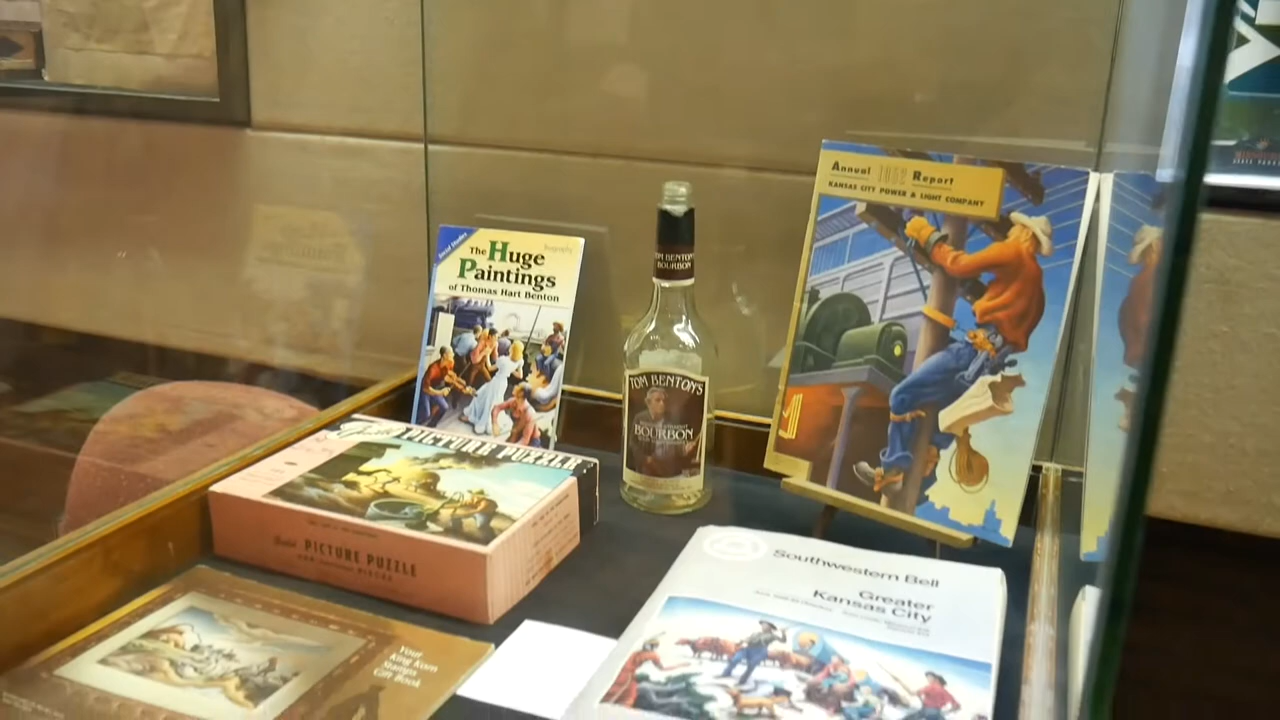 Social Studies
Biography
The Huge
Paintings
of Thomas Hart Benton
TOM BENTON'S
BOURBON
TOM BENTON'S
BOURBON
Annual 1952 Report
KANSAS CITY POWER & LIGHT COMPANY
PICTURE PUZZLE
PICTURE PUZZLE
Southwestern Bell
Greater
Kansas City
Your
King Korn
Stamps
Gift Book